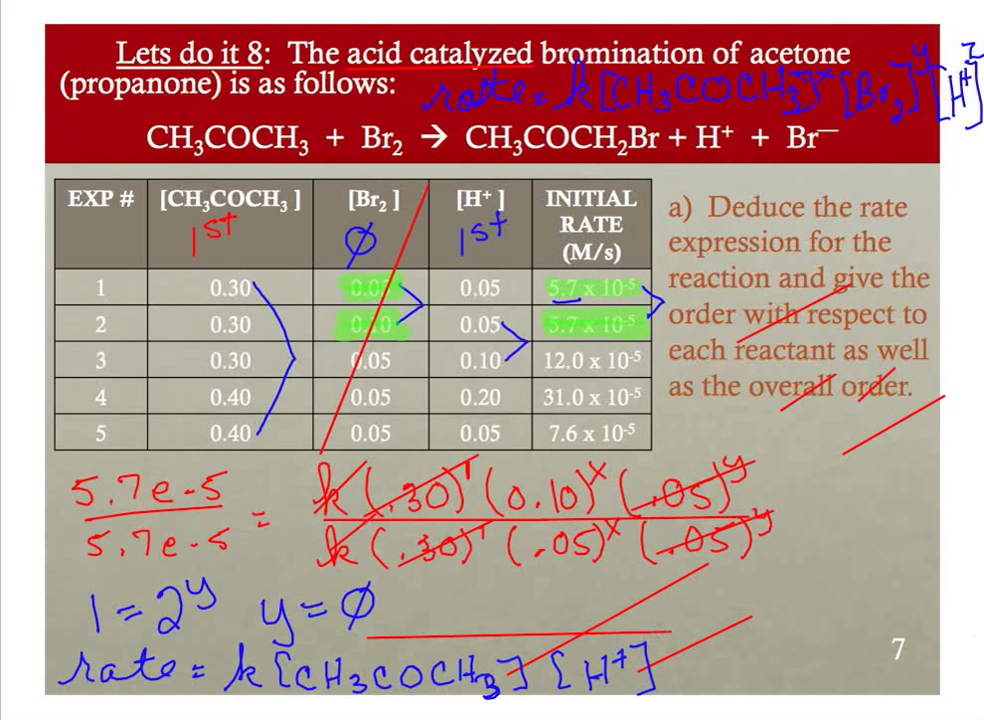 Lets do it 8: The acid catalyzed bromination of acetone
(propanone) is as follows:
rate = k[CH₃COCH₃]ˣ[Br₂]ʸ[H⁺]ᶻ
CH₃COCH₃ + Br₂ → CH₃COCH₂Br + H⁺ + Br⁻
EXP # [CH₃COCH₃ ] [Br₂ ] [H⁺ ] INITIAL RATE (M/s)
1st Ø 1st
1 0.30 0.05 0.05 5.7 x 10⁻⁵
2 0.30 0.10 0.05 5.7 x 10⁻⁵
3 0.30 0.05 0.10 12.0 x 10⁻⁵
4 0.40 0.05 0.20 31.0 x 10⁻⁵
5 0.40 0.05 0.05 7.6 x 10⁻⁵
a) Deduce the rate
expression for the
reaction and give the
order with respect to
each reactant as well
as the overall order.
5.7e-5 = k(.30)¹(0.10)ˣ(.05)ʸ
5.7e-5 k(.30)¹(.05)ˣ(.05)ʸ
1 = 2ʸ y = Ø
rate = k[CH₃COCH₃][H⁺]
7